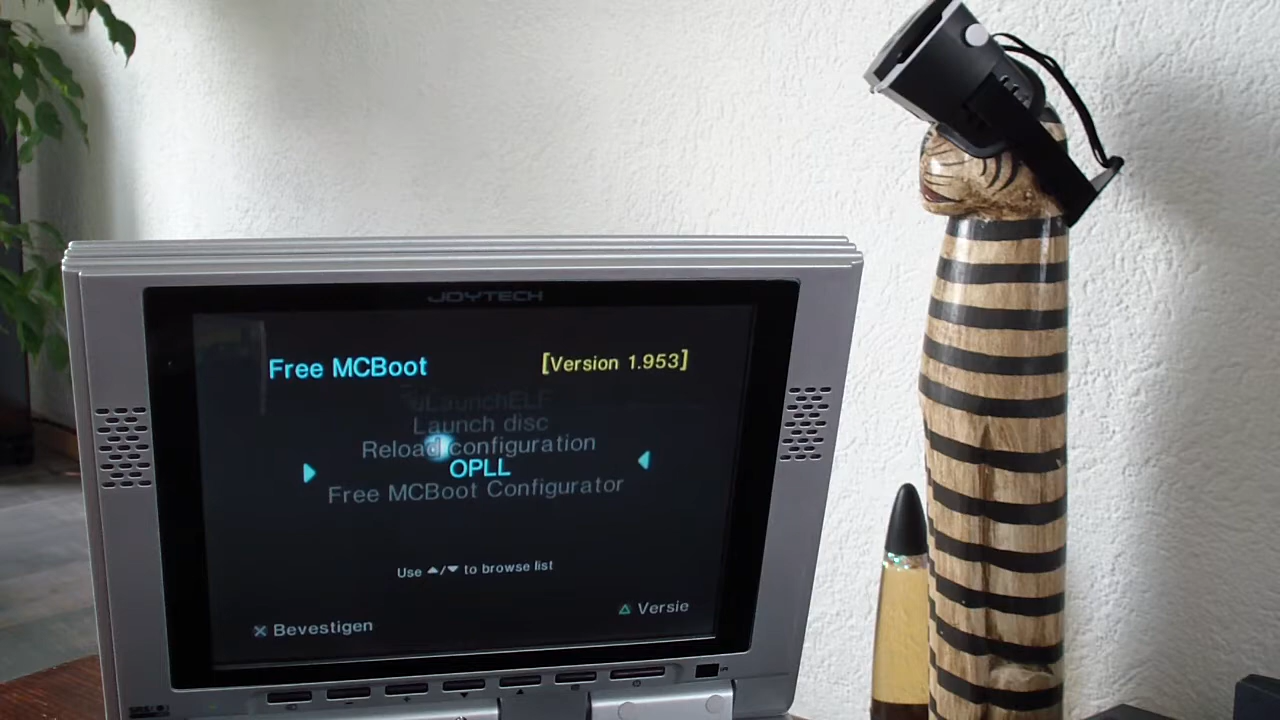 JOYTECH
Free MCBoot
[Version 1.953]
uLaunchELF
Launch disc
Reload configuration
OPLL
Free MCBoot Configurator
Use ▲/▼ to browse list
△ Versie
✕ Bevestigen